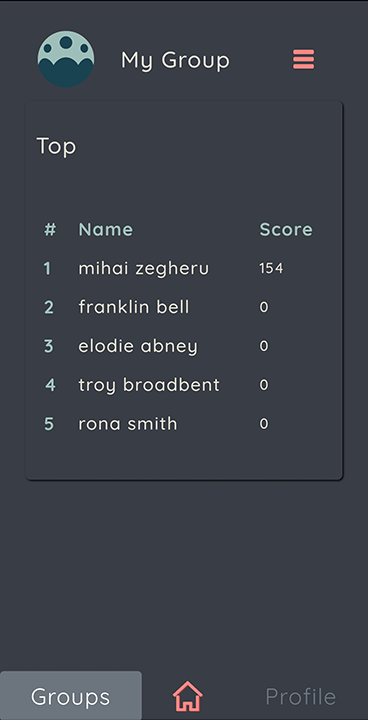 My Group
Top
# Name Score
1 mihai zegheru 154
2 franklin bell 0
3 elodie abney 0
4 troy broadbent 0
5 rona smith 0
Groups Profile